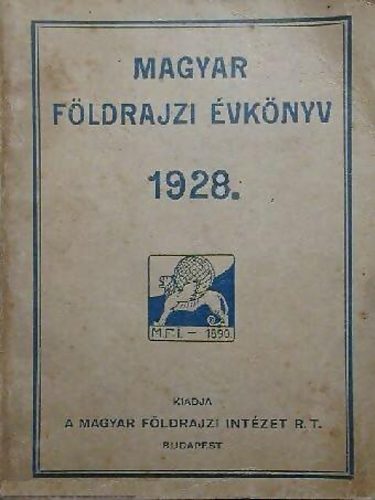 MAGYAR
FÖLDRAJZI ÉVKÖNYV
1928.
M.F.I. – 1890.
KIADJA
A MAGYAR FÖLDRAJZI INTÉZET R. T.
BUDAPEST